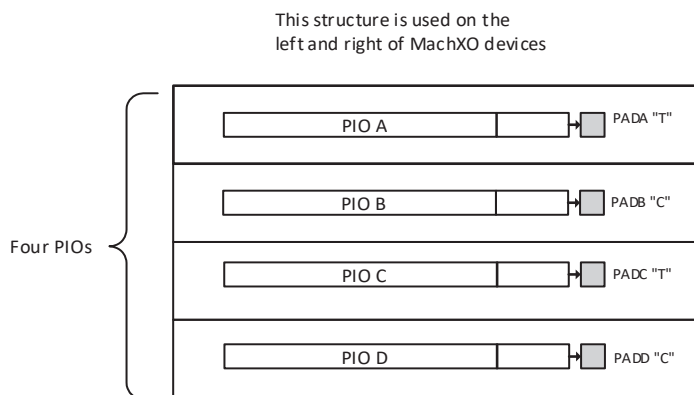 This structure is used on the
left and right of MachXO devices
PIO A
PADA "T"
PIO B
PADB "C"
Four PIOs
PIO C
PADC "T"
PIO D
PADD "C"